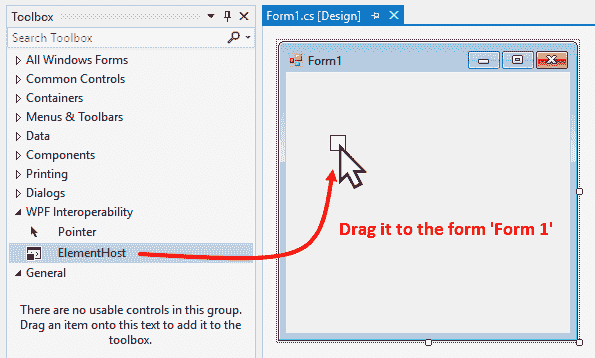 Toolbox
Search Toolbox
All Windows Forms
Common Controls
Containers
Menus & Toolbars
Data
Components
Printing
Dialogs
WPF Interoperability
Pointer
ElementHost
General
There are no usable controls in this group.
Drag an item onto this text to add it to the
toolbox.
Form1.cs [Design]
Form1
Drag it to the form 'Form 1'